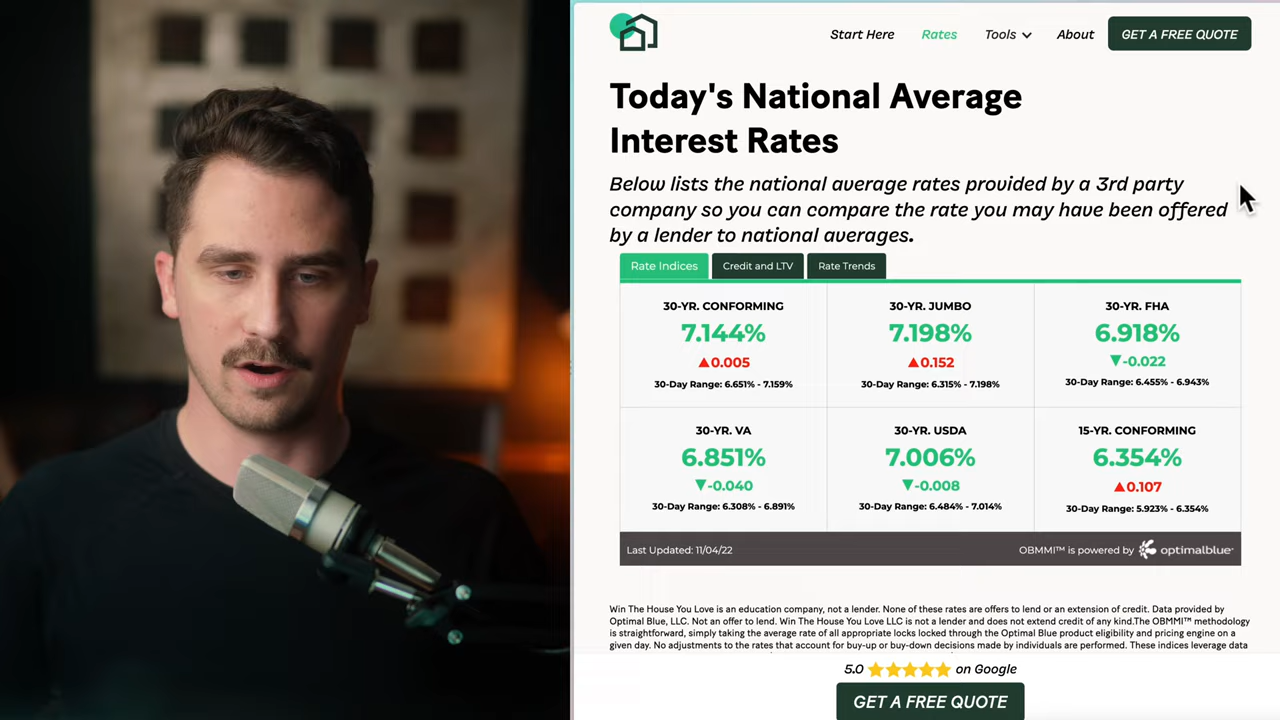 Start Here
Rates
Tools
About
GET A FREE QUOTE
Today's National Average
Interest Rates
Below lists the national average rates provided by a 3rd party
company so you can compare the rate you may have been offered
by a lender to national averages.
Rate Indices
Credit and LTV
Rate Trends
30-YR. CONFORMING
7.144%
▲0.005
30-Day Range: 6.651% - 7.159%
30-YR. JUMBO
7.198%
▲0.152
30-Day Range: 6.315% - 7.198%
30-YR. FHA
6.918%
▼-0.022
30-Day Range: 6.455% - 6.943%
30-YR. VA
6.851%
▼-0.040
30-Day Range: 6.308% - 6.891%
30-YR. USDA
7.006%
▼-0.008
30-Day Range: 6.484% - 7.014%
15-YR. CONFORMING
6.354%
▲0.107
30-Day Range: 5.923% - 6.354%
Last Updated: 11/04/22
OBMMI™ is powered by optimalblue
Win The House You Love is an education company, not a lender. None of these rates are offers to lend or an extension of credit. Data provided by
Optimal Blue, LLC. Not an offer to lend. Win The House You Love LLC is not a lender and does not extend credit of any kind.The OBMMI™ methodology
is straightforward, simply taking the average rate of all appropriate locks locked through the Optimal Blue product eligibility and pricing engine on a
given day. No adjustments to the rates that account for buy-up or buy-down decisions made by individuals are performed. These indices leverage data
5.0 ⭐⭐⭐⭐⭐ on Google
GET A FREE QUOTE